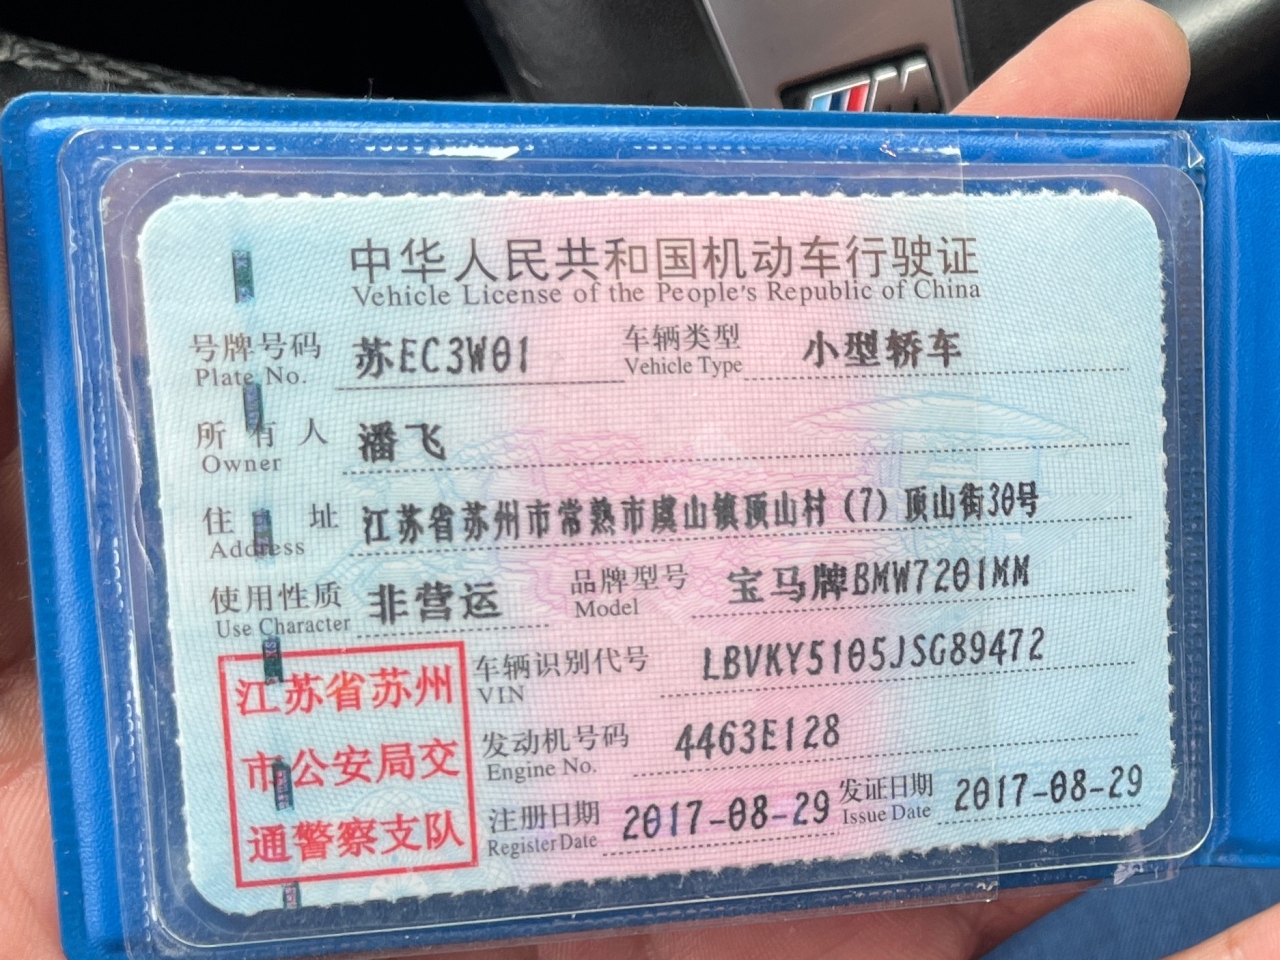 M
中华人民共和国机动车行驶证
Vehicle License of the People's Republic of China
号牌号码 苏EC3W01 车辆类型 小型轿车
Plate No. Vehicle Type
所有人 潘飞
Owner
住址 江苏省苏州市常熟市虞山镇顶山村(7)顶山街30号
Address
使用性质 非营运 品牌型号 宝马牌BMW7201MM
Use Character Model
江苏省苏州
市公安局交
通警察支队
车辆识别代号 LBVKY5105JSG89472
VIN
发动机号码 4463E128
Engine No.
注册日期 2017-08-29 发证日期 2017-08-29
Register Date Issue Date